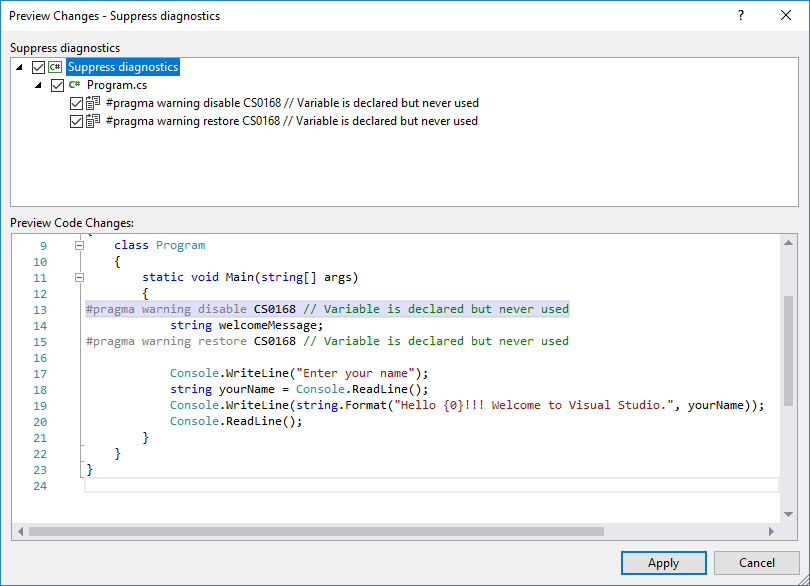 Preview Changes - Suppress diagnostics
?
Suppress diagnostics
C# Suppress diagnostics
C# Program.cs
#pragma warning disable CS0168 // Variable is declared but never used
#pragma warning restore CS0168 // Variable is declared but never used
Preview Code Changes:
{
9 class Program
10 {
11 static void Main(string[] args)
12 {
13 #pragma warning disable CS0168 // Variable is declared but never used
14 string welcomeMessage;
15 #pragma warning restore CS0168 // Variable is declared but never used
16
17 Console.WriteLine("Enter your name");
18 string yourName = Console.ReadLine();
19 Console.WriteLine(string.Format("Hello {0}!!! Welcome to Visual Studio.", yourName));
20 Console.ReadLine();
21 }
22 }
23 }
24
Apply Cancel